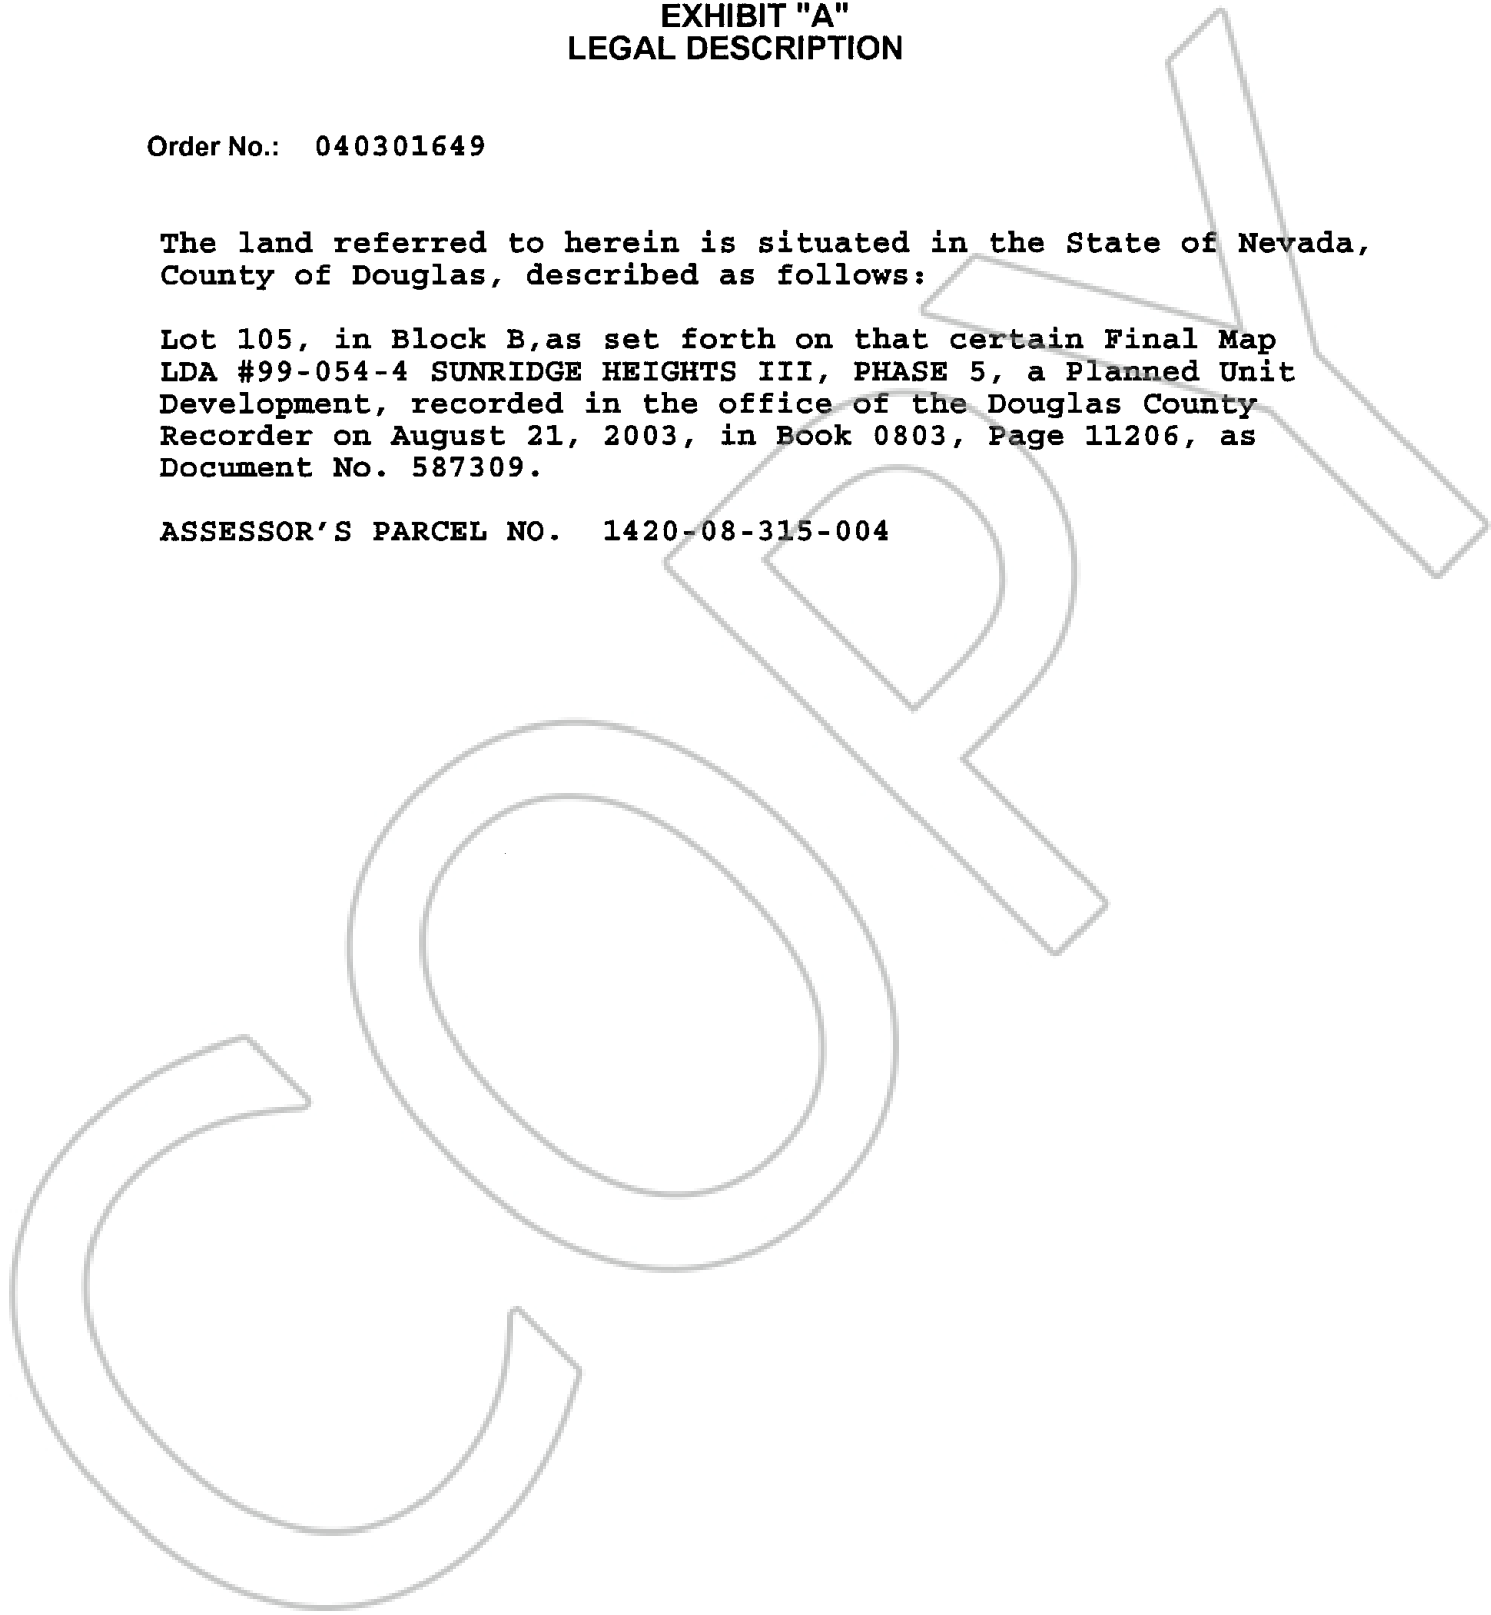 EXHIBIT "A"
LEGAL DESCRIPTION
Order No.: 040301649
The land referred to herein is situated in the State of Nevada,
County of Douglas, described as follows:
Lot 105, in Block B,as set forth on that certain Final Map
LDA #99-054-4 SUNRIDGE HEIGHTS III, PHASE 5, a Planned Unit
Development, recorded in the office of the Douglas County
Recorder on August 21, 2003, in Book 0803, Page 11206, as
Document No. 587309.
ASSESSOR'S PARCEL NO. 1420-08-315-004
COPY